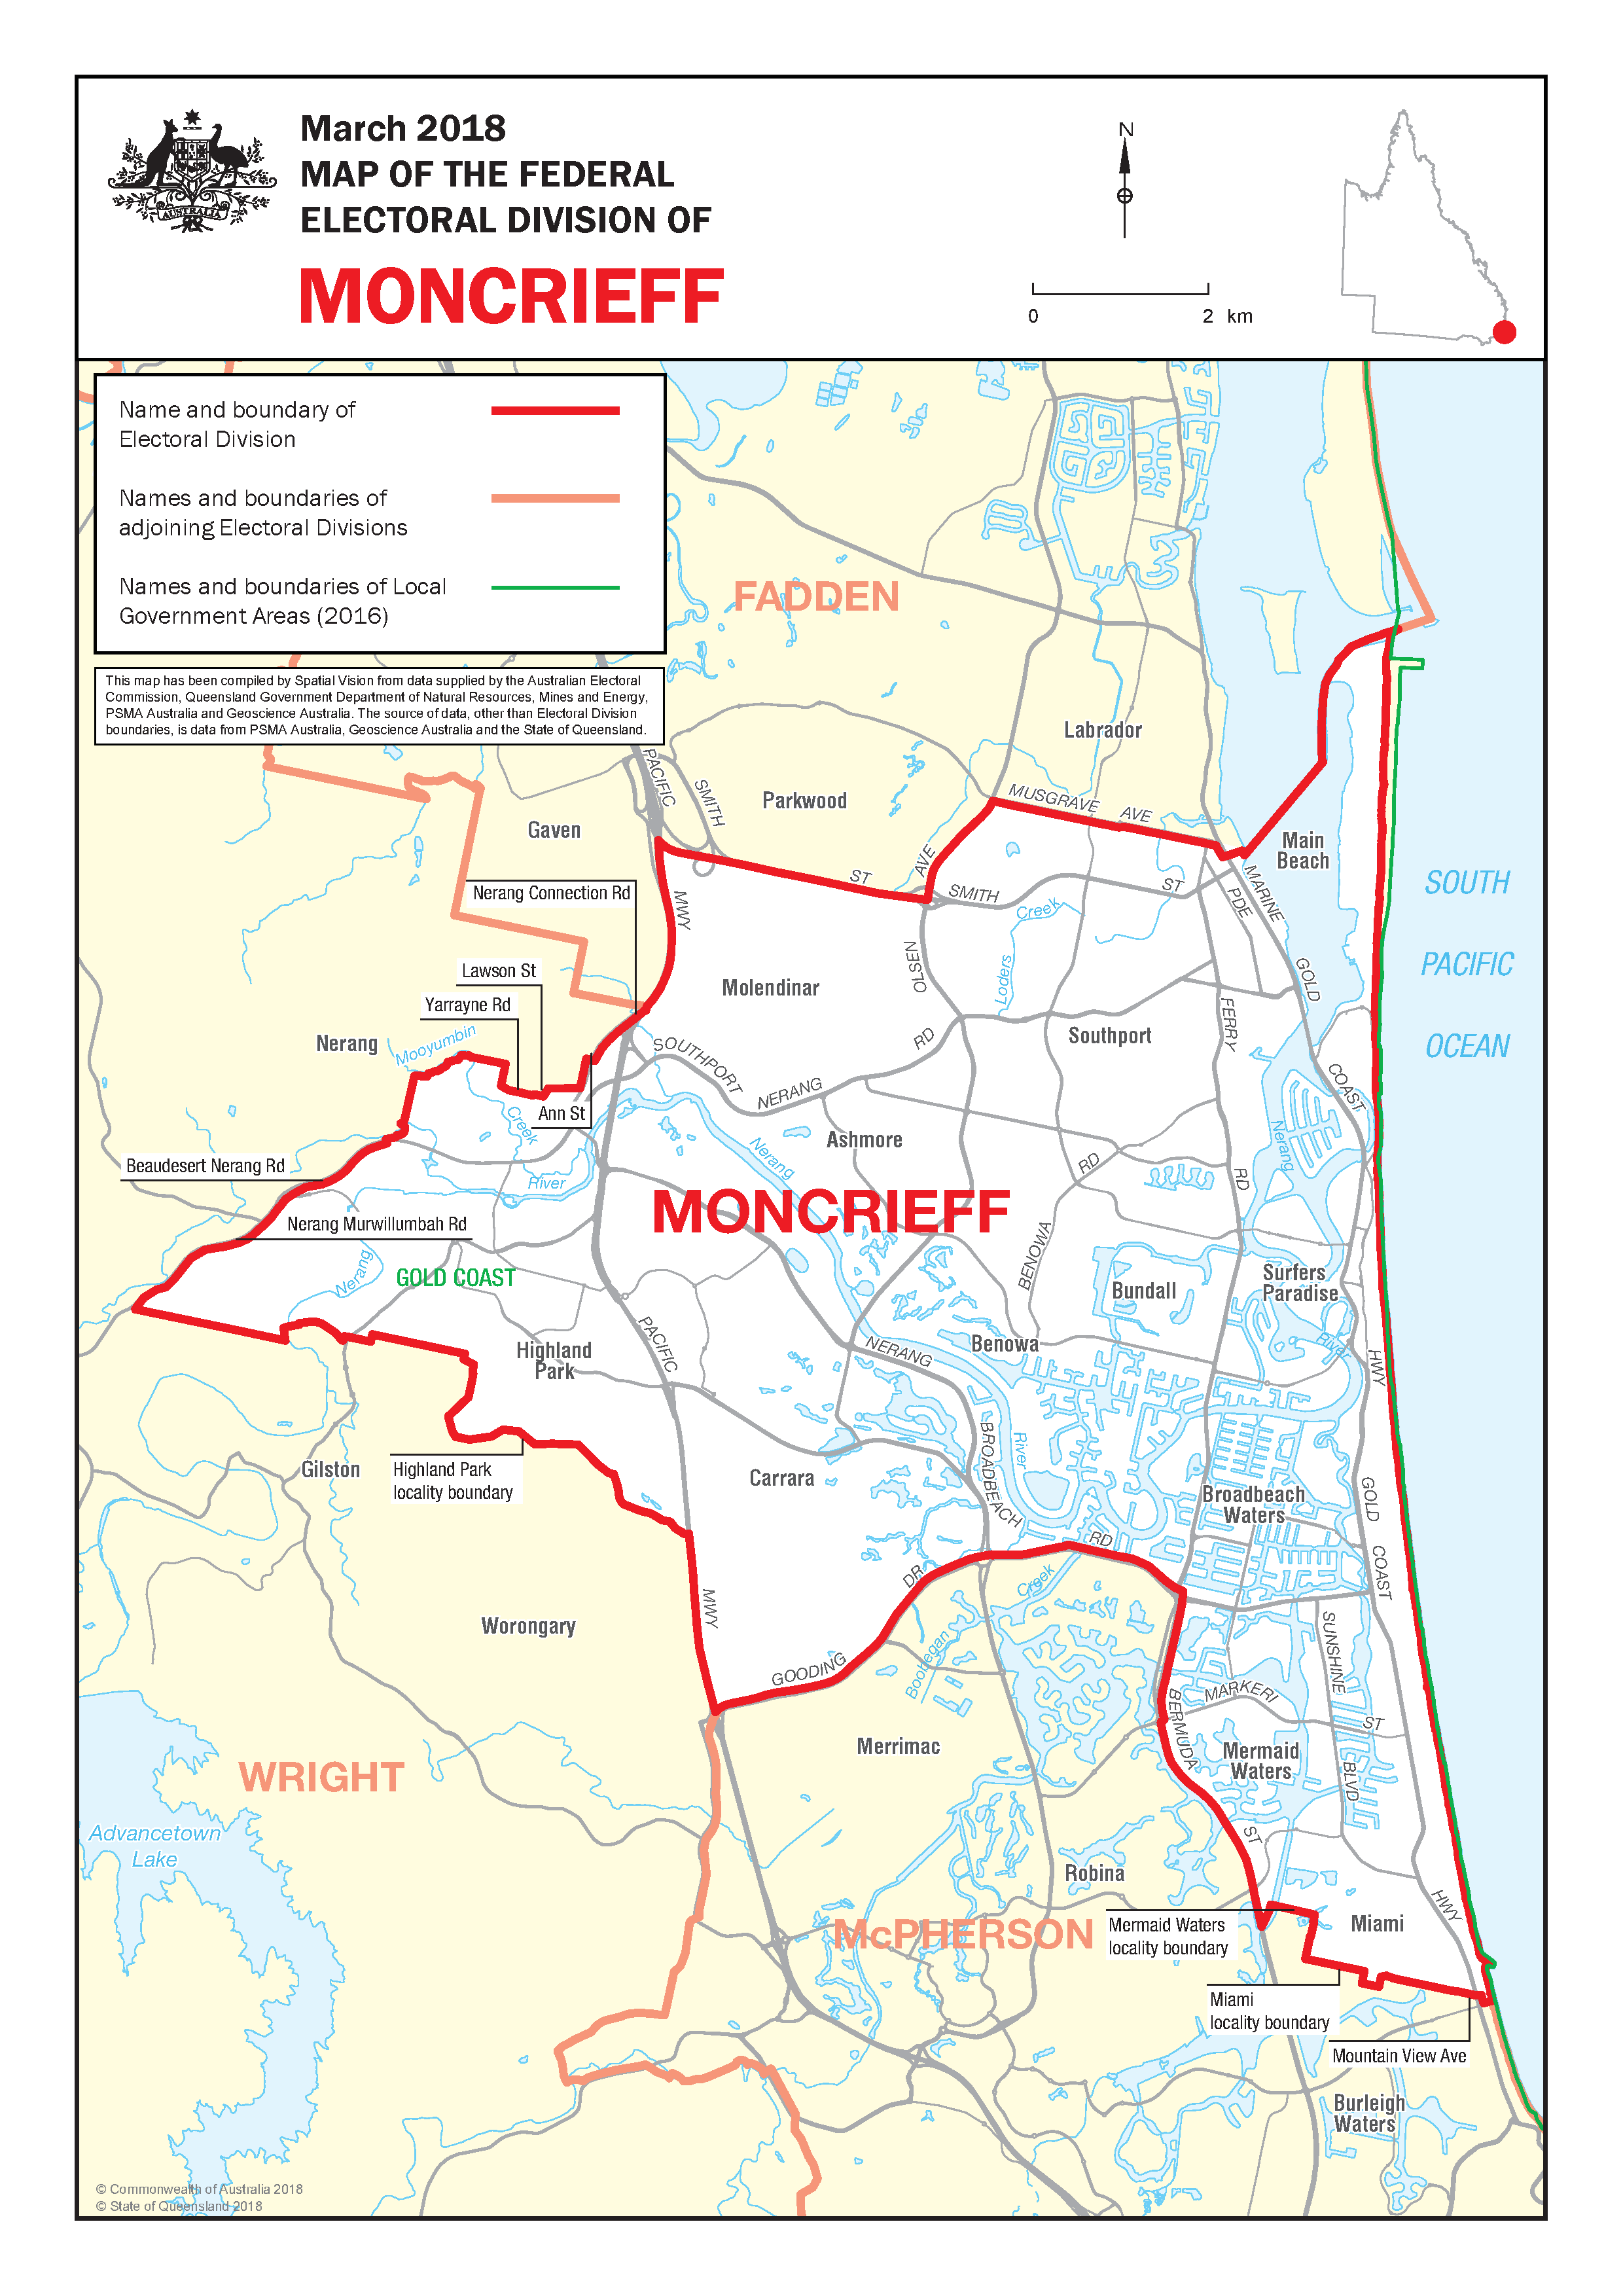 March 2018
MAP OF THE FEDERAL
ELECTORAL DIVISION OF
MONCRIEFF
AUSTRALIA
N
0 2 km
Name and boundary of
Electoral Division
Names and boundaries of
adjoining Electoral Divisions
Names and boundaries of Local
Government Areas (2016)
This map has been compiled by Spatial Vision from data supplied by the Australian Electoral
Commission, Queensland Government Department of Natural Resources, Mines and Energy,
PSMA Australia and Geoscience Australia. The source of data, other than Electoral Division
boundaries, is data from PSMA Australia, Geoscience Australia and the State of Queensland.
FADDEN
Labrador
PACIFIC
SMITH
Parkwood
MUSGRAVE AVE
Gaven
Main
Beach
ST
AVE
SMITH
ST
MARINE
PDE
SOUTH
PACIFIC
OCEAN
Nerang Connection Rd
MWY
Creek
Loders
OLSEN
GOLD
Lawson St
Molendinar
Yarrayne Rd
FERRY
Nerang
Mooyumbin
SOUTHPORT
RD
Southport
COAST
NERANG
Ann St
Creek
Ashmore
Nerang
Nerang
Beaudesert Nerang Rd
RD
RD
River
MONCRIEFF
Nerang Murwillumbah Rd
BENOWA
Nerang
GOLD COAST
Bundall
Surfers
Paradise
PACIFIC
Highland
Park
NERANG
Benowa
River
HWY
BROADBEACH
River
Gilston
Highland Park
locality boundary
Carrara
Broadbeach
Waters
GOLD
COAST
RD
DR
Creek
MWY
Worongary
SUNSHINE
GOODING
Boobegan
BERMUDA
MARKERI
ST
Merrimac
Mermaid
Waters
BLVD
WRIGHT
Advancetown
Lake
ST
Robina
HWY
McPHERSON
Mermaid Waters
locality boundary
Miami
Miami
locality boundary
Mountain View Ave
Burleigh
Waters
© Commonwealth of Australia 2018
© State of Queensland 2018